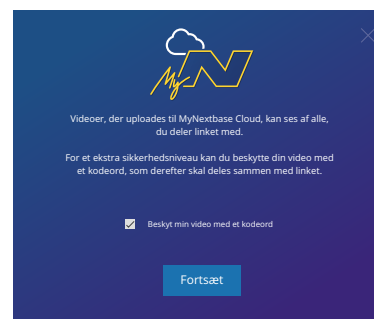 My N
Videoer, der uploades til MyNextbase Cloud, kan ses af alle,
du deler linket med.
For et ekstra sikkerhedsniveau kan du beskytte din video med
et kodeord, som derefter skal deles sammen med linket.
Beskyt min video med et kodeord
Fortsæt